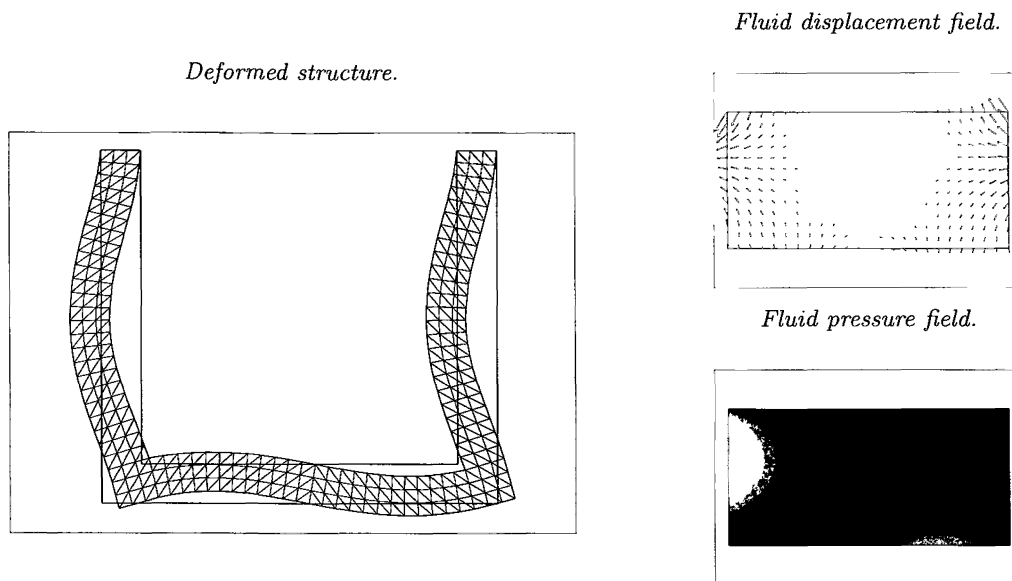 Fluid displacement field.
Deformed structure.
Fluid pressure field.